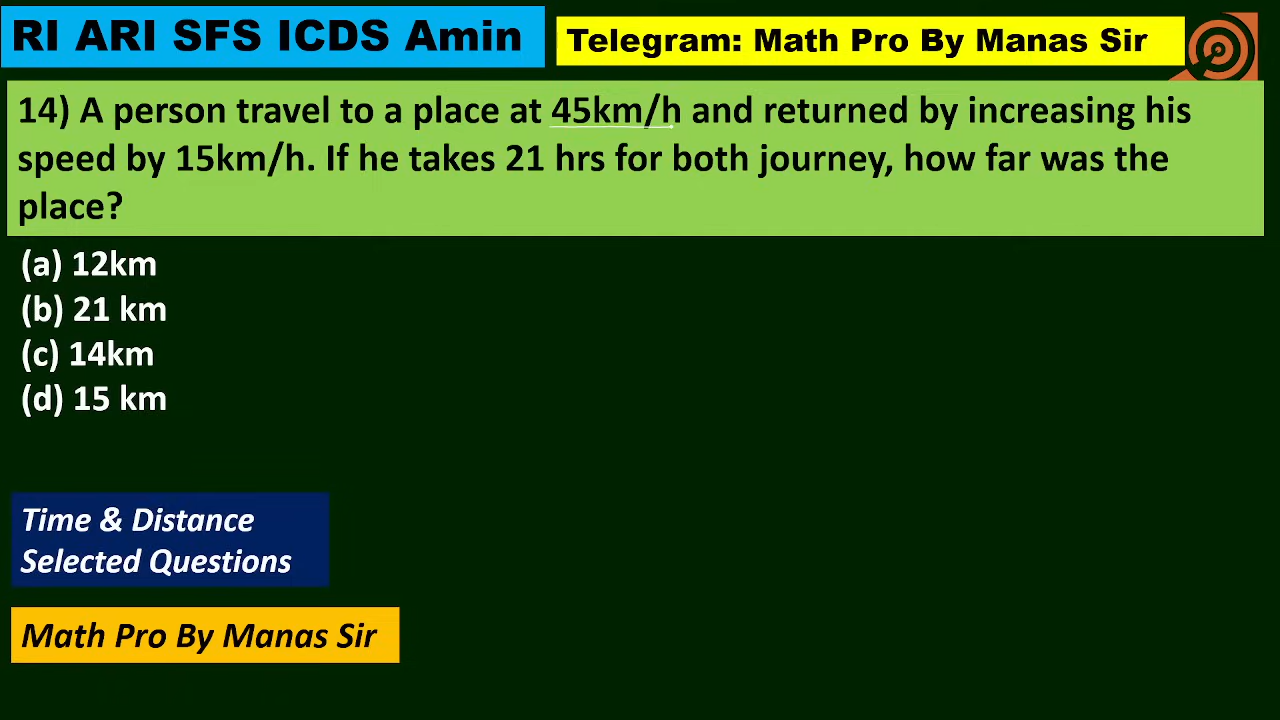 RI ARI SFS ICDS Amin
Telegram: Math Pro By Manas Sir
14) A person travel to a place at 45km/h and returned by increasing his
speed by 15km/h. If he takes 21 hrs for both journey, how far was the
place?
(a) 12km
(b) 21 km
(c) 14km
(d) 15 km
Time & Distance
Selected Questions
Math Pro By Manas Sir